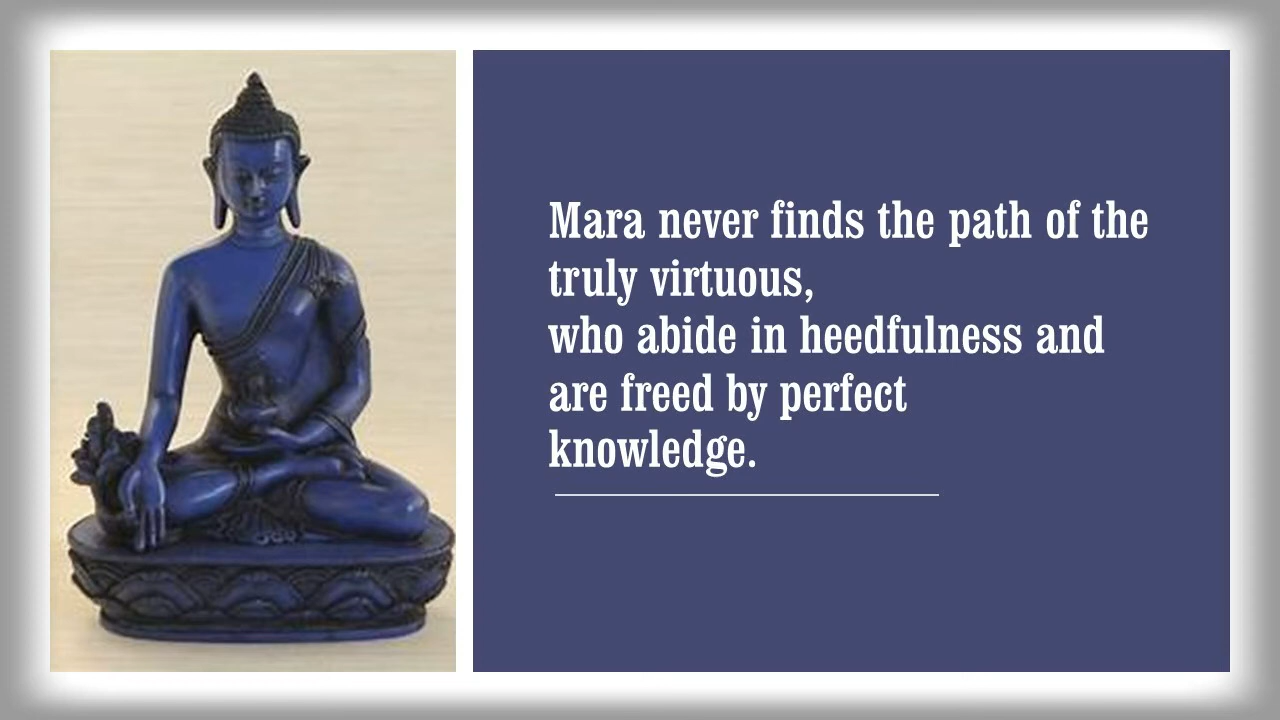 Mara never finds the path of the
truly virtuous,
who abide in heedfulness and
are freed by perfect
knowledge.